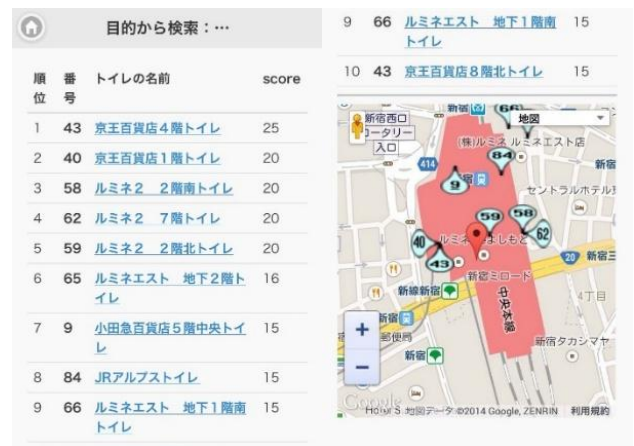 目的から検索：…
順位 番号 トイレの名前 score
1 43 京王百貨店４階トイレ 25
2 40 京王百貨店１階トイレ 20
3 58 ルミネ２　２階南トイレ 20
4 62 ルミネ２　７階トイレ 20
5 59 ルミネ２　２階北トイレ 20
6 65 ルミネエスト　地下２階ト 16
イレ
7 9 小田急百貨店５階中央トイ 15
レ
8 84 JRアルプストイレ 15
9 66 ルミネエスト　地下１階南 15
トイレ
9 66 ルミネエスト　地下１階南 15
トイレ
10 43 京王百貨店８階北トイレ 15
新宿西口
ロータリー
入口
新宿
66
地図
(株)ルミネ ルミネエスト店
84
414
新宿
9
宿
セントラルホテル
59
58
62
40
43
20
新宿三
新宿ミロード
新線新宿
中央本線
4丁目
新宿
郵便局
新宿タカシマヤ
新宿
+
−
Google
地図データ ©2014 Google, ZENRIN
利用規約